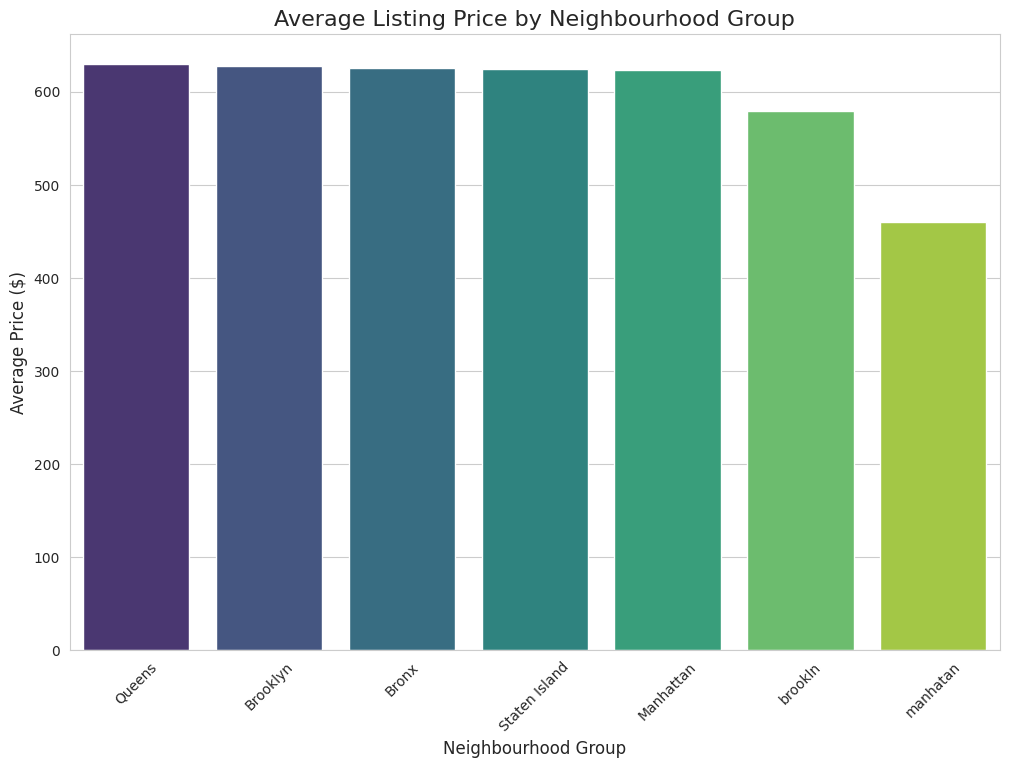 Average Listing Price by Neighbourhood Group
Average Price ($)
600
500
400
300
200
100
0
Queens
Brooklyn
Bronx
Staten Island
Manhattan
brookln
manhatan
Neighbourhood Group